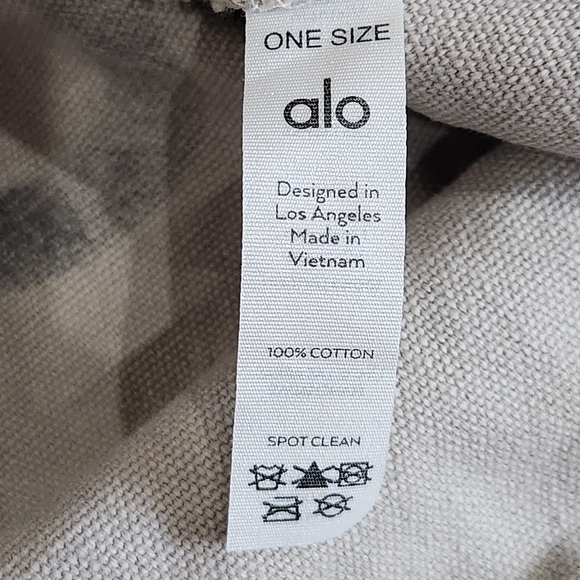 ONE SIZE
alo
Designed in
Los Angeles
Made in
Vietnam
100% COTTON
SPOT CLEAN